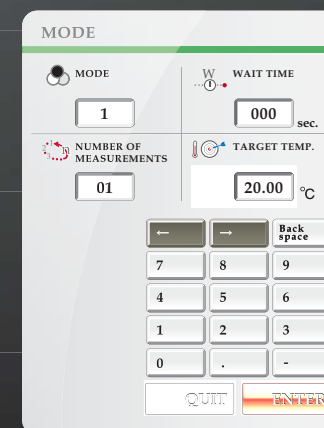 MODE
MODE
1
W
WAIT TIME
000
sec.
NUMBER OF
MEASUREMENTS
01
TARGET TEMP.
20.00
°C
← → Back
space
7 8 9
4 5 6
1 2 3
0 . -
QUIT ENTER